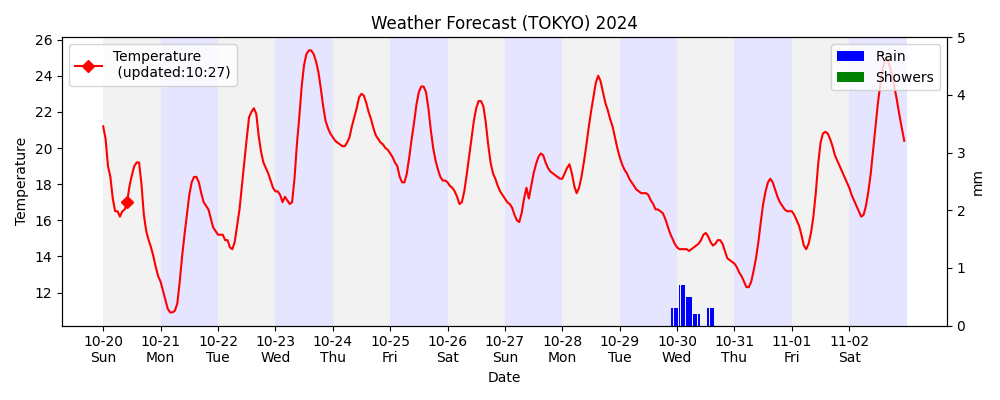 Weather Forecast (TOKYO) 2024
Temperature
(updated:10:27)
Rain
Showers
26
24
22
20
18
16
14
12
Temperature
5
4
3
2
1
0
mm
10-20 10-21 10-22 10-23 10-24 10-25 10-26 10-27 10-28 10-29 10-30 10-31 11-01 11-02
Sun Mon Tue Wed Thu Fri Sat Sun Mon Tue Wed Thu Fri Sat
Date